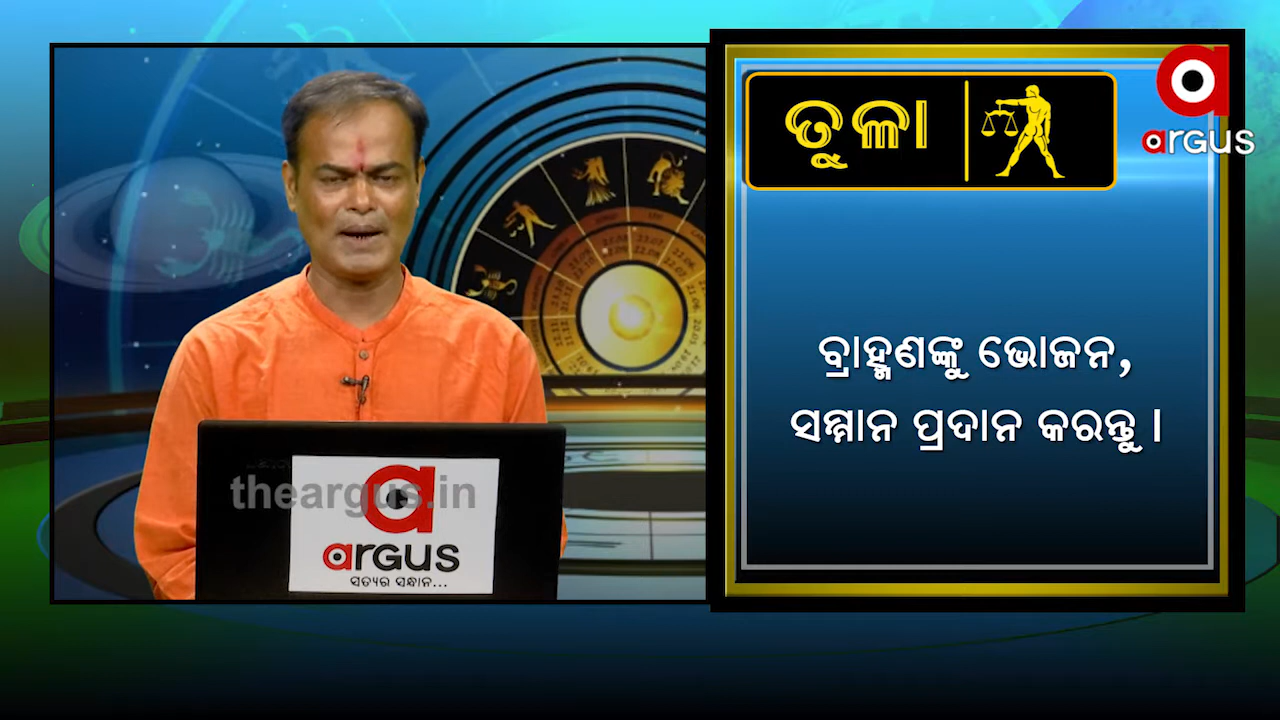 ତୁଳା
argus
ବ୍ରାହ୍ମଣଙ୍କୁ ଭୋଜନ,
ସମ୍ମାନ ପ୍ରଦାନ କରନ୍ତୁ ।
theargus.in
argus
ସତ୍ୟର ସନ୍ଧାନ...